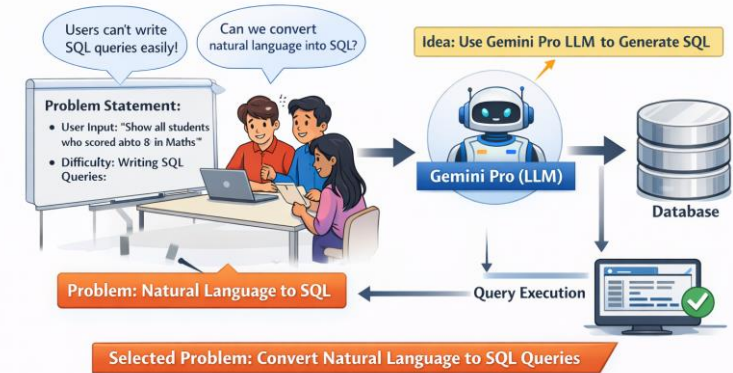 Users can't write
SQL queries easily!
Can we convert
natural language into SQL?
Idea: Use Gemini Pro LLM to Generate SQL
Problem Statement:
• User Input: "Show all students
who scored abto 8 in Maths"
• Difficulty: Writing SQL
Queries:
Gemini Pro (LLM)
Database
Problem: Natural Language to SQL
Query Execution
Selected Problem: Convert Natural Language to SQL Queries